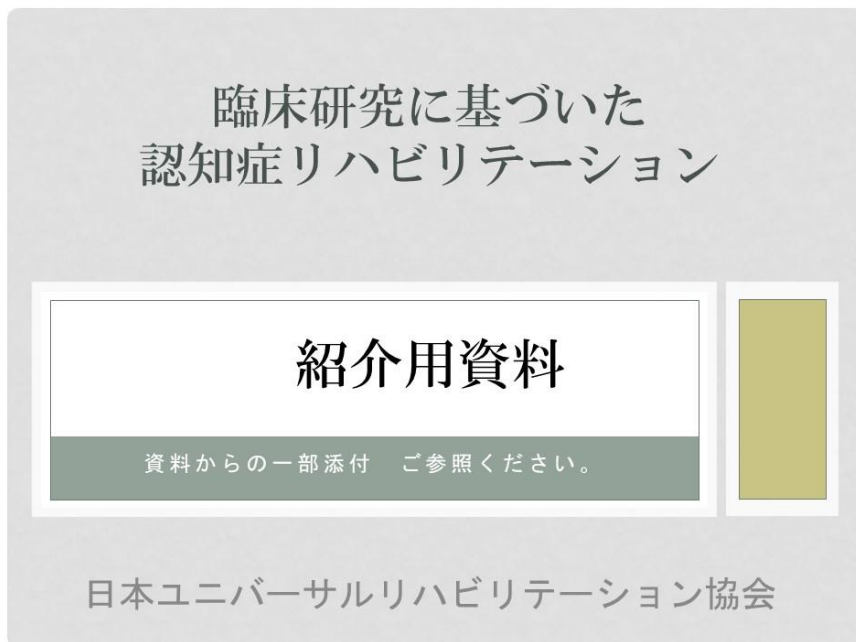 臨床研究に基づいた
認知症リハビリテーション
紹介用資料
資料からの一部添付　ご参照ください。
日本ユニバーサルリハビリテーション協会